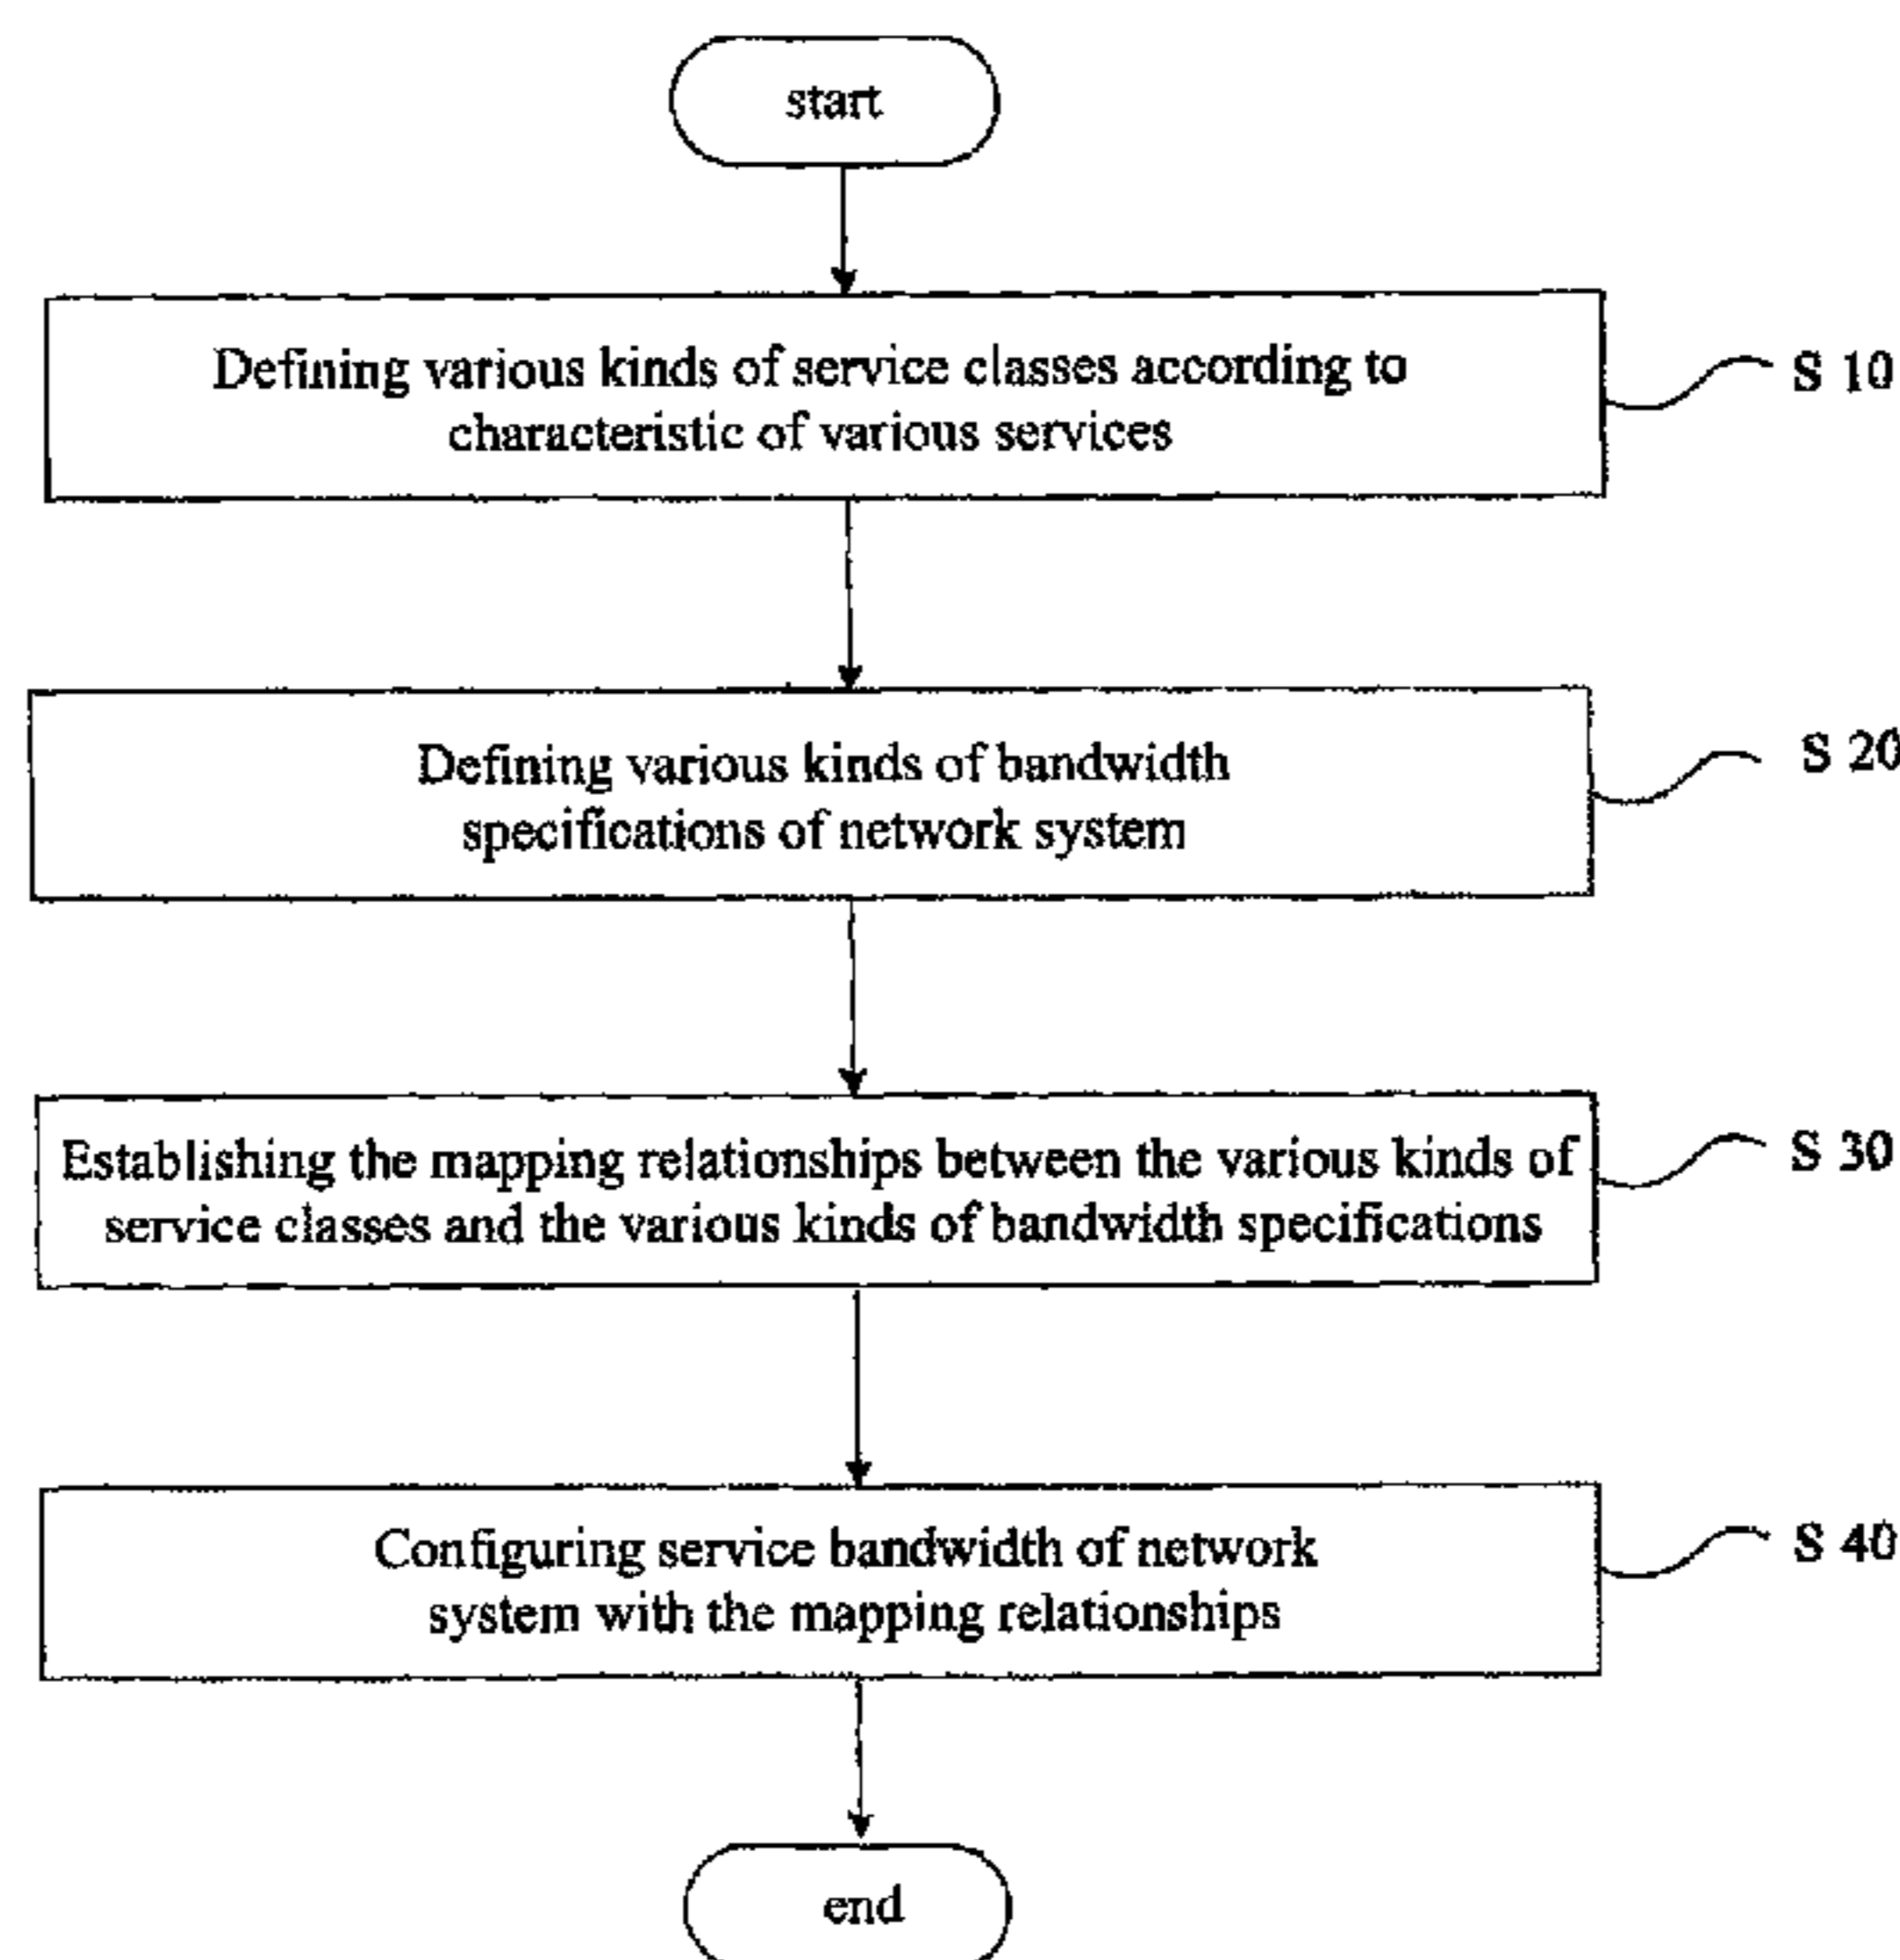 start
Defining various kinds of service classes according to
characteristic of various services
S 10
Defining various kinds of bandwidth
specifications of network system
S 20
Establishing the mapping relationships between the various kinds of
service classes and the various kinds of bandwidth specifications
S 30
Configuring service bandwidth of network
system with the mapping relationships
S 40
end